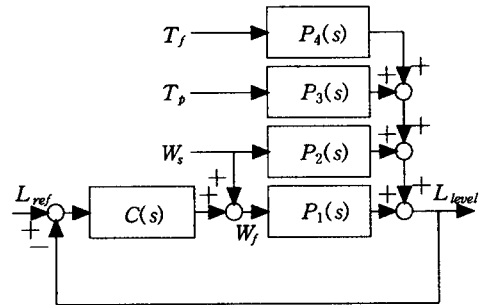 T_f P_4(s)
+ +
T_p P_3(s)
+ +
W_s P_2(s)
+ + +
L_ref + − C(s) + W_f P_1(s) + L_level